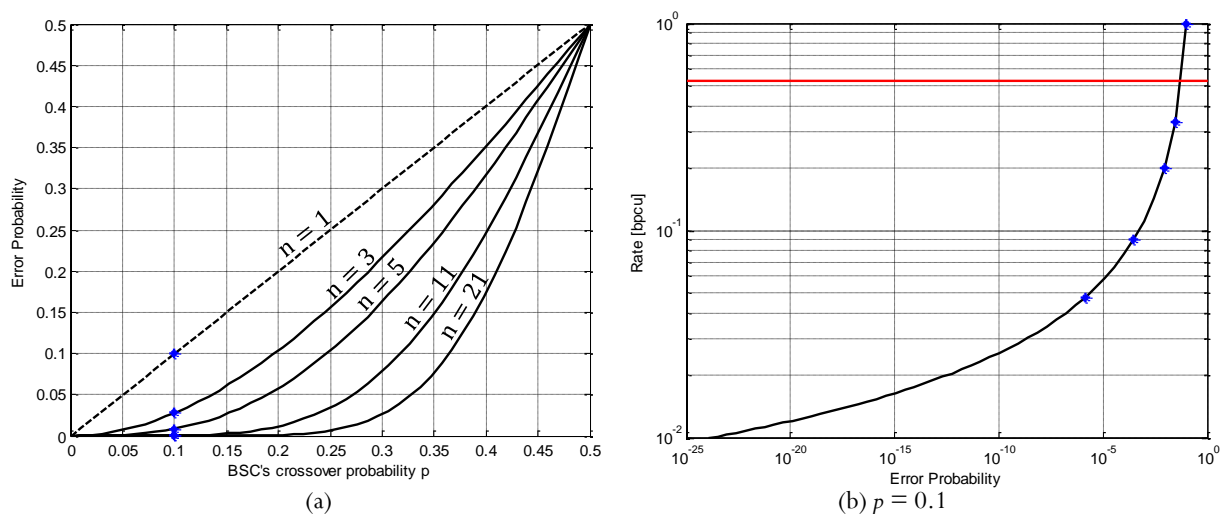 0.5
0.45
0.4
0.35
0.3
0.25
0.2
0.15
0.1
0.05
0
Error Probability
n = 1
n = 3
n = 5
n = 11
n = 21
0 0.05 0.1 0.15 0.2 0.25 0.3 0.35 0.4 0.45 0.5
BSC's crossover probability p
(a)
10^0
10^-1
10^-2
Rate [bpcu]
10^-25 10^-20 10^-15 10^-10 10^-5 10^0
Error Probability
(b) p = 0.1